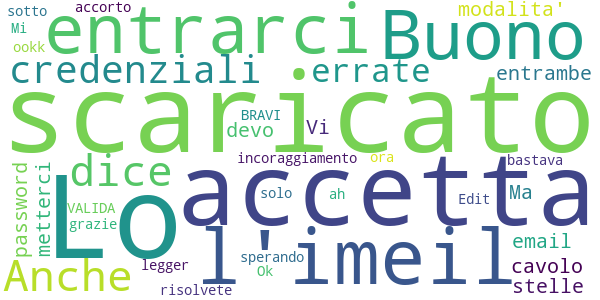 sotto accorto modalita'
Mi entrarci Buono
ookk
credenziali errate entrambe
scaricato
BRAVI
devo Vi
incoraggiamento ora bastava
password metterci dice accetta
Lo solo ah Edit Ma
VALIDA
grazie
l'imeil email
sperando
Anche legger Ok cavolo
risolvete stelle